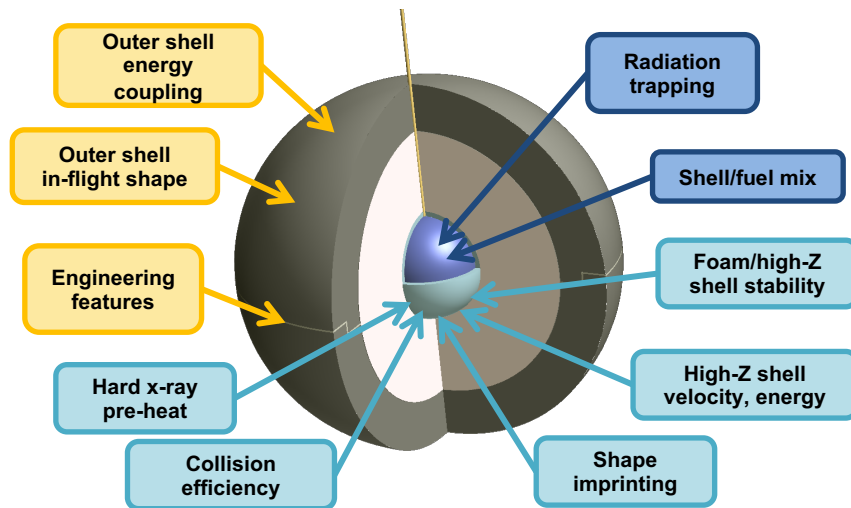 Outer shell
energy
coupling
Radiation
trapping
Outer shell
in-flight shape
Shell/fuel mix
Engineering
features
Foam/high-Z
shell stability
Hard x-ray
pre-heat
High-Z shell
velocity, energy
Collision
efficiency
Shape
imprinting